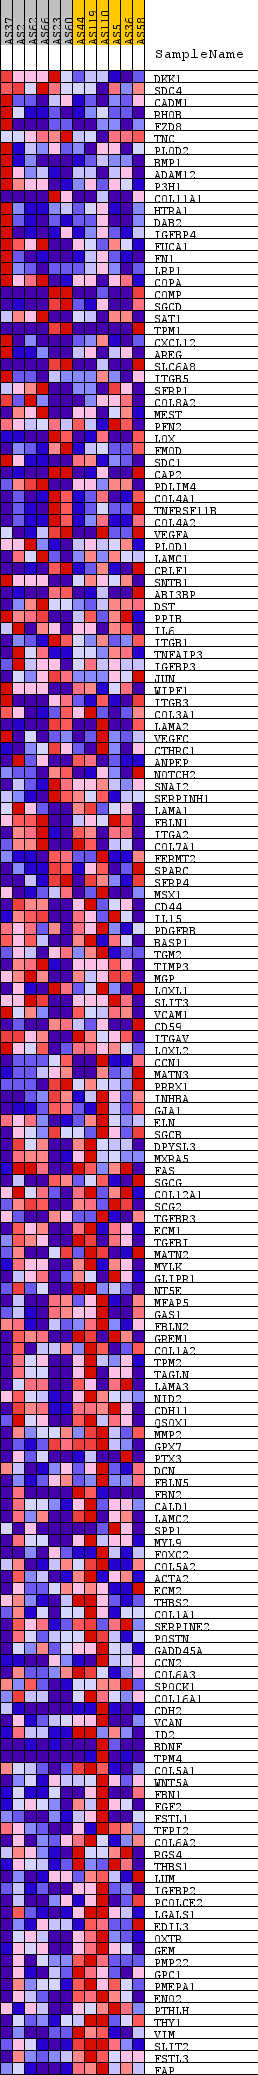 AS37
AS2
AS62
AS66
AS23
AS60
AS44
AS119
AS110
AS5
AS36
AS58
SampleName
DKK1
SDC4
CADM1
RHOB
FZD8
TNC
PLOD2
BMP1
ADAM12
P3H1
COL11A1
HTRA1
DAB2
IGFBP4
FUCA1
FN1
LRP1
COPA
COMP
SGCD
SAT1
TPM1
CXCL12
AREG
SLC6A8
ITGB5
SFRP1
COL8A2
MEST
PFN2
LOX
FMOD
SDC1
CAP2
PDLIM4
COL4A1
TNFRSF11B
COL4A2
VEGFA
PLOD1
LAMC1
CRLF1
SNTB1
ABI3BP
DST
PPIB
IL6
ITGB1
TNFAIP3
IGFBP3
JUN
WIPF1
ITGB3
COL3A1
LAMA2
VEGFC
CTHRC1
ANPEP
NOTCH2
SNAI2
SERPINH1
LAMA1
FBLN1
ITGA2
COL7A1
FERMT2
SPARC
SFRP4
MSX1
CD44
IL15
PDGFRB
BASP1
TGM2
TIMP3
MGP
LOXL1
SLIT3
VCAM1
CD59
ITGAV
LOXL2
CCN1
MATN3
PRRX1
INHBA
GJA1
ELN
SGCB
DPYSL3
MXRA5
FAS
SGCG
COL12A1
SCG2
TGFBR3
ECM1
TGFBI
MATN2
MYLK
GLIPR1
NT5E
MFAP5
GAS1
FBLN2
GREM1
COL1A2
TPM2
TAGLN
LAMA3
NID2
CDH11
QSOX1
MMP2
GPX7
PTX3
DCN
FBLN5
FBN2
CALD1
LAMC2
SPP1
MYL9
FOXC2
COL5A2
ACTA2
ECM2
THBS2
COL1A1
SERPINE2
POSTN
GADD45A
CCN2
COL6A3
SPOCK1
COL16A1
CDH2
VCAN
ID2
BDNF
TPM4
COL5A1
WNT5A
FBN1
FGF2
FSTL1
TFPI2
COL6A2
RGS4
THBS1
LUM
IGFBP2
PCOLCE2
LGALS1
EDIL3
OXTR
GEM
PMP22
GPC1
PMEPA1
ENO2
PTHLH
THY1
VIM
SLIT2
FSTL3
FAP